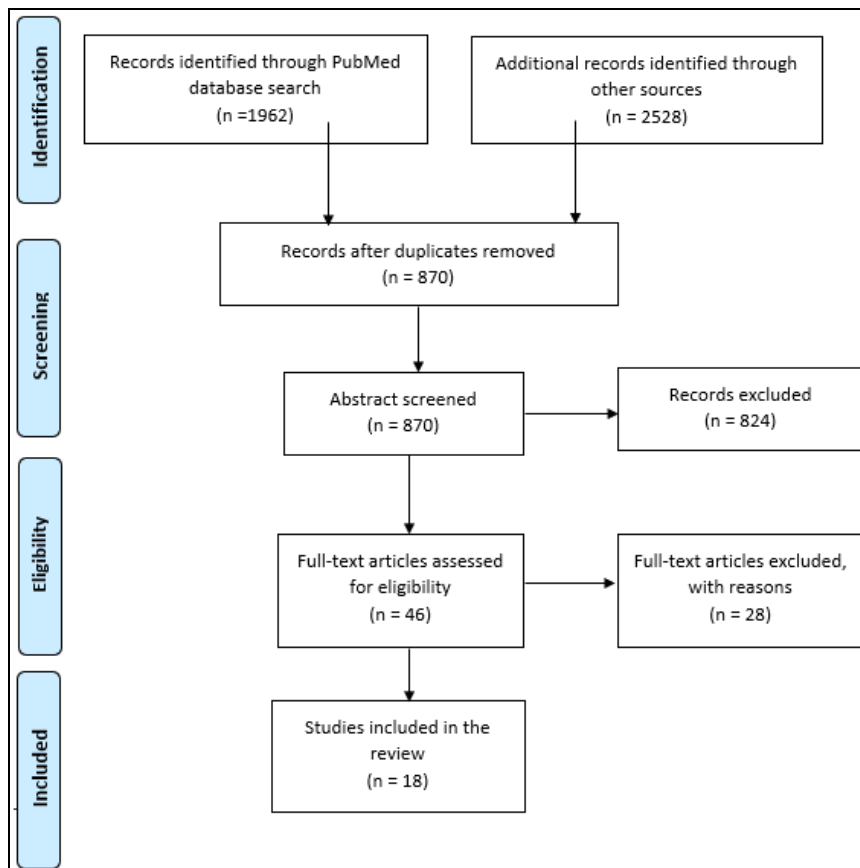 Identification
Records identified through PubMed
database search
(n =1962)
Additional records identified through
other sources
(n = 2528)
Screening
Records after duplicates removed
(n = 870)
Abstract screened
(n = 870)
Records excluded
(n = 824)
Eligibility
Full-text articles assessed
for eligibility
(n = 46)
Full-text articles excluded,
with reasons
(n = 28)
Included
Studies included in the
review
(n = 18)